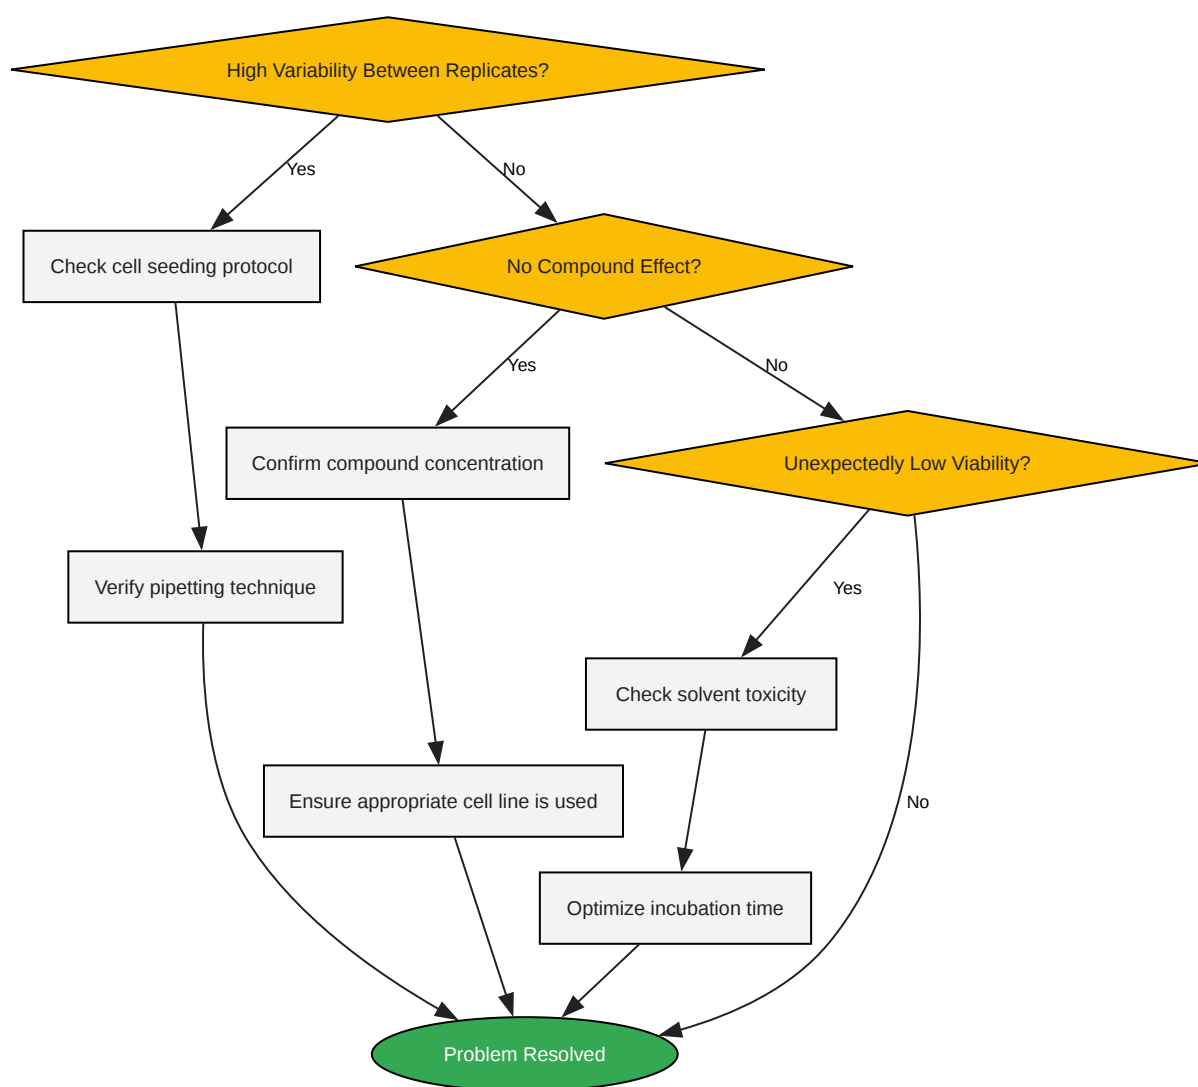 High Variability Between Replicates?
Yes
No
Check cell seeding protocol
No Compound Effect?
Yes
No
Confirm compound concentration
Unexpectedly Low Viability?
Verify pipetting technique
Yes
Check solvent toxicity
Ensure appropriate cell line is used
No
Optimize incubation time
Problem Resolved